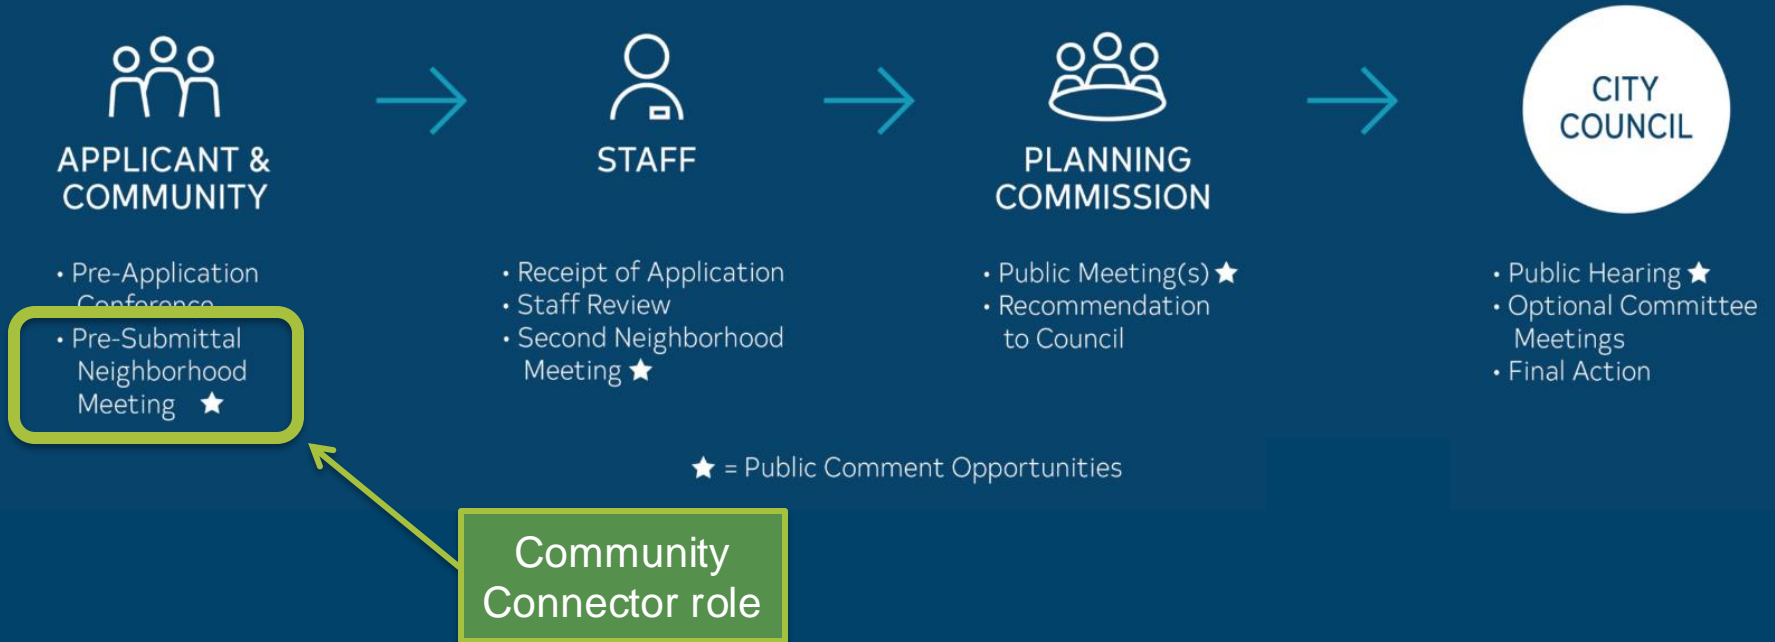 APPLICANT &
COMMUNITY
• Pre-Application
Conference
• Pre-Submittal
Neighborhood
Meeting ★
STAFF
• Receipt of Application
• Staff Review
• Second Neighborhood
Meeting ★
PLANNING
COMMISSION
• Public Meeting(s) ★
• Recommendation
to Council
CITY
COUNCIL
• Public Hearing ★
• Optional Committee
Meetings
• Final Action
★ = Public Comment Opportunities
Community
Connector role